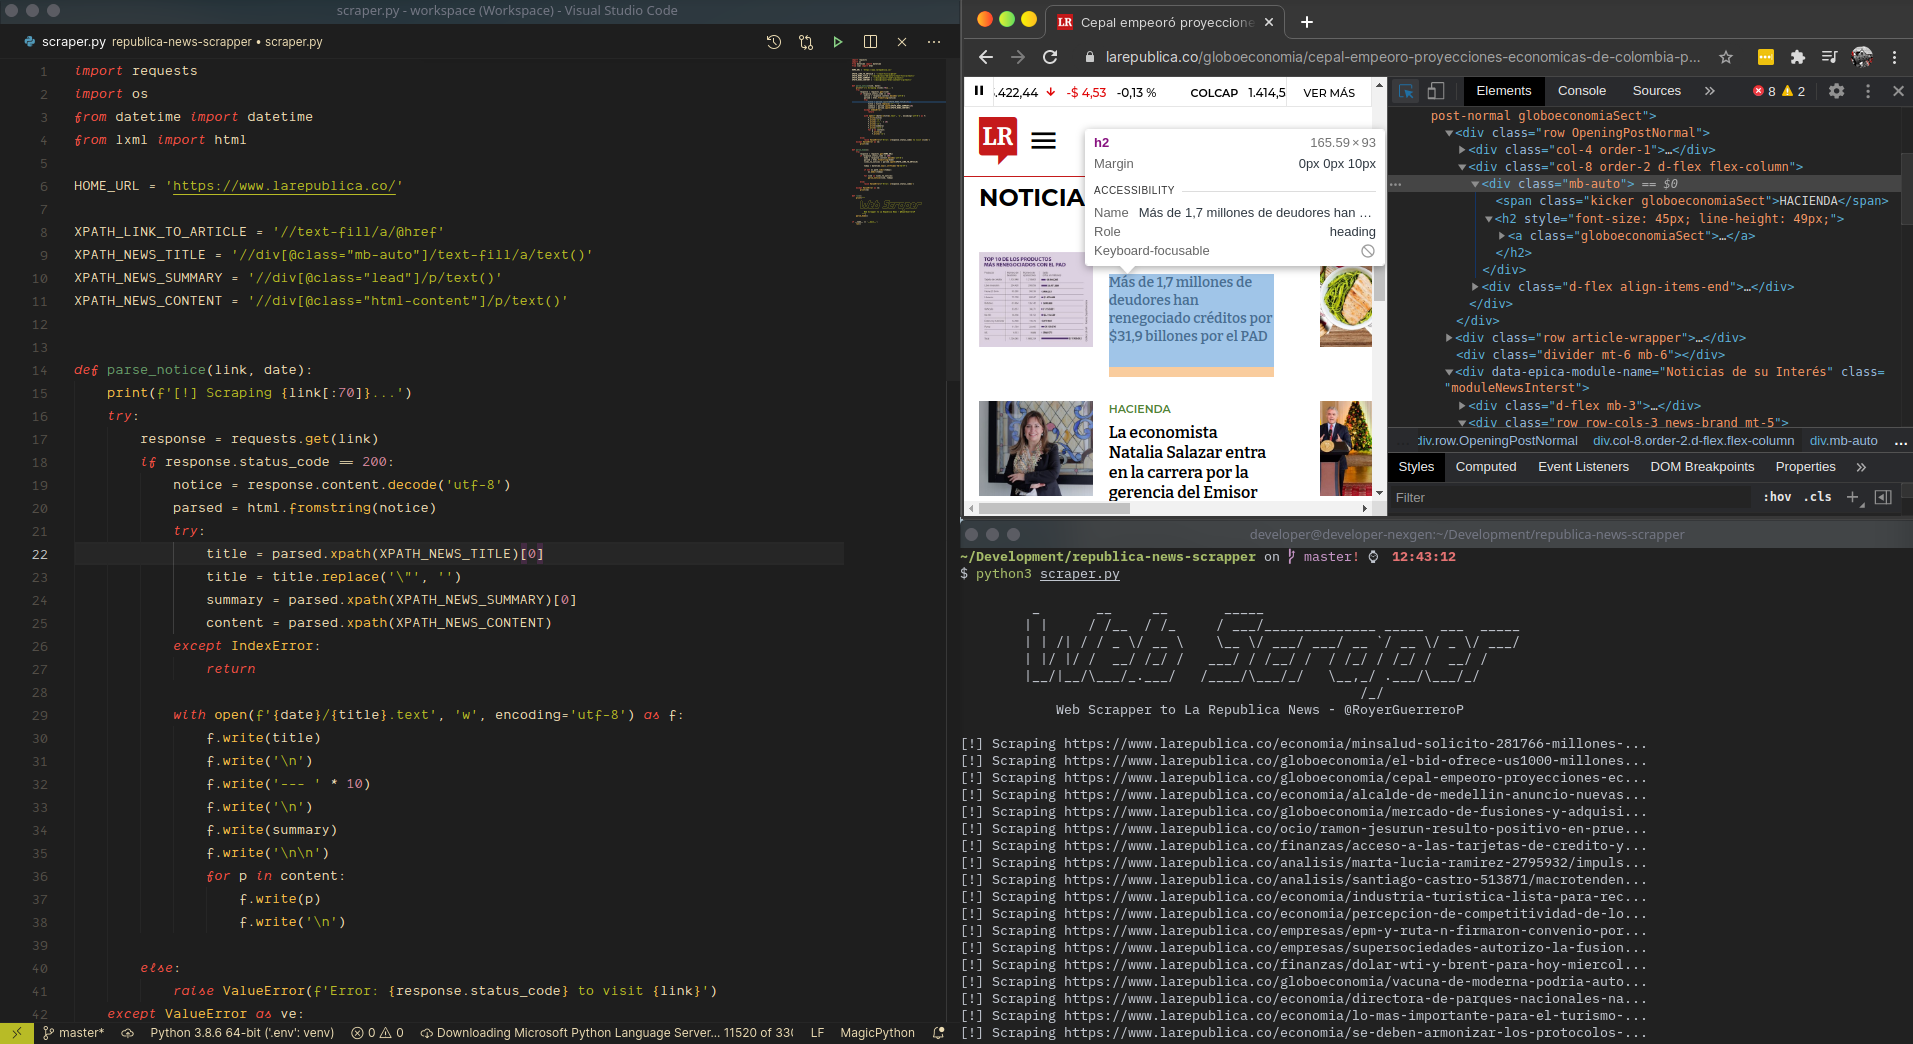 scraper.py - workspace (Workspace) - Visual Studio Code
scraper.py republica-news-scrapper • scraper.py
1 import requests
2 import os
3 from datetime import datetime
4 from lxml import html
5
6 HOME_URL = 'https://www.larepublica.co/'
7
8 XPATH_LINK_TO_ARTICLE = '//text-fill/a/@href'
9 XPATH_NEWS_TITLE = '//div[@class="mb-auto"]/text-fill/a/text()'
10 XPATH_NEWS_SUMMARY = '//div[@class="lead"]/p/text()'
11 XPATH_NEWS_CONTENT = '//div[@class="html-content"]/p/text()'
12
13
14 def parse_notice(link, date):
15 print(f'[!] Scraping {link[:70]}...')
16 try:
17 response = requests.get(link)
18 if response.status_code == 200:
19 notice = response.content.decode('utf-8')
20 parsed = html.fromstring(notice)
21 try:
22 title = parsed.xpath(XPATH_NEWS_TITLE)[0]
23 title = title.replace('\"', '')
24 summary = parsed.xpath(XPATH_NEWS_SUMMARY)[0]
25 content = parsed.xpath(XPATH_NEWS_CONTENT)
26 except IndexError:
27 return
28
29 with open(f'{date}/{title}.text', 'w', encoding='utf-8') as f:
30 f.write(title)
31 f.write('\n')
32 f.write('--- ' * 10)
33 f.write('\n')
34 f.write(summary)
35 f.write('\n\n')
36 for p in content:
37 f.write(p)
38 f.write('\n')
39
40 else:
41 raise ValueError(f'Error: {response.status_code} to visit {link}')
42 except ValueError as ve:
master* Python 3.8.6 64-bit ('.env': venv) 0 0 Downloading Microsoft Python Language Server... 11520 of 330 LF MagicPython
LR Cepal empeoró proyeccione
larepublica.co/globoeconomia/cepal-empeoro-proyecciones-economicas-de-colombia-p...
.422,44 -$ 4,53 -0,13 % COLCAP 1.414,5 VER MÁS
LR
NOTICIA
h2 165.59 × 93
Margin 0px 0px 10px
ACCESSIBILITY
Name Más de 1,7 millones de deudores han ...
Role heading
Keyboard-focusable
TOP 10 DE LOS PRODUCTOS
MÁS RENEGOCIADOS CON EL PAD
Más de 1,7 millones de
deudores han
renegociado créditos por
$31,9 billones por el PAD
HACIENDA
La economista
Natalia Salazar entra
en la carrera por la
gerencia del Emisor
Elements Console Sources » 8 2
post-normal globoeconomiaSect">
<div class="row OpeningPostNormal">
<div class="col-4 order-1">…</div>
<div class="col-8 order-2 d-flex flex-column">
... <div class="mb-auto"> == $0
<span class="kicker globoeconomiaSect">HACIENDA</span>
<h2 style="font-size: 45px; line-height: 49px;">
<a class="globoeconomiaSect">…</a>
</h2>
</div>
<div class="d-flex align-items-end">…</div>
</div>
</div>
<div class="row article-wrapper">…</div>
<div class="divider mt-6 mb-6"></div>
<div data-epica-module-name="Noticias de su Interés" class=
"moduleNewsInterst">
<div class="d-flex mb-3">…</div>
<div class="row row-cols-3 news-brand mt-5">
div.row.OpeningPostNormal div.col-8.order-2.d-flex.flex-column div.mb-auto ...
Styles Computed Event Listeners DOM Breakpoints Properties »
Filter :hov .cls +
developer@developer-nexgen:~/Development/republica-news-scrapper
~/Development/republica-news-scrapper on master! 12:43:12
$ python3 scraper.py
Web Scraper
Web Scrapper to La Republica News - @RoyerGuerreroP
[!] Scraping https://www.larepublica.co/economia/minsalud-solicito-281766-millones-...
[!] Scraping https://www.larepublica.co/globoeconomia/el-bid-ofrece-us1000-millones...
[!] Scraping https://www.larepublica.co/globoeconomia/cepal-empeoro-proyecciones-ec...
[!] Scraping https://www.larepublica.co/economia/alcalde-de-medellin-anuncio-nuevas...
[!] Scraping https://www.larepublica.co/globoeconomia/mercado-de-fusiones-y-adquisi...
[!] Scraping https://www.larepublica.co/ocio/ramon-jesurun-resulto-positivo-en-prue...
[!] Scraping https://www.larepublica.co/finanzas/acceso-a-las-tarjetas-de-credito-y...
[!] Scraping https://www.larepublica.co/analisis/marta-lucia-ramirez-2795932/impuls...
[!] Scraping https://www.larepublica.co/analisis/santiago-castro-513871/macrotenden...
[!] Scraping https://www.larepublica.co/economia/industria-turistica-lista-para-rec...
[!] Scraping https://www.larepublica.co/economia/percepcion-de-competitividad-de-lo...
[!] Scraping https://www.larepublica.co/empresas/epm-y-ruta-n-firmaron-convenio-por...
[!] Scraping https://www.larepublica.co/empresas/supersociedades-autorizo-la-fusion...
[!] Scraping https://www.larepublica.co/finanzas/dolar-wti-y-brent-para-hoy-miercol...
[!] Scraping https://www.larepublica.co/globoeconomia/vacuna-de-moderna-podria-auto...
[!] Scraping https://www.larepublica.co/economia/directora-de-parques-nacionales-na...
[!] Scraping https://www.larepublica.co/economia/lo-mas-importante-para-el-turismo-...
[!] Scraping https://www.larepublica.co/economia/se-deben-armonizar-los-protocolos-...